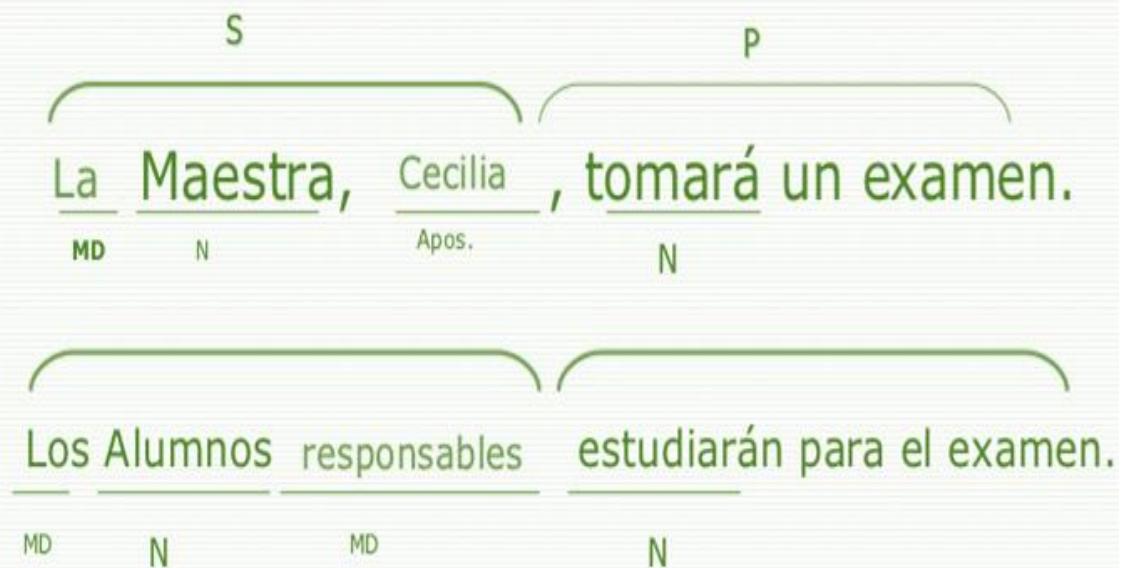 S P
La Maestra, Cecilia , tomará un examen.
MD N Apos. N
Los Alumnos responsables estudiarán para el examen.
MD N MD N